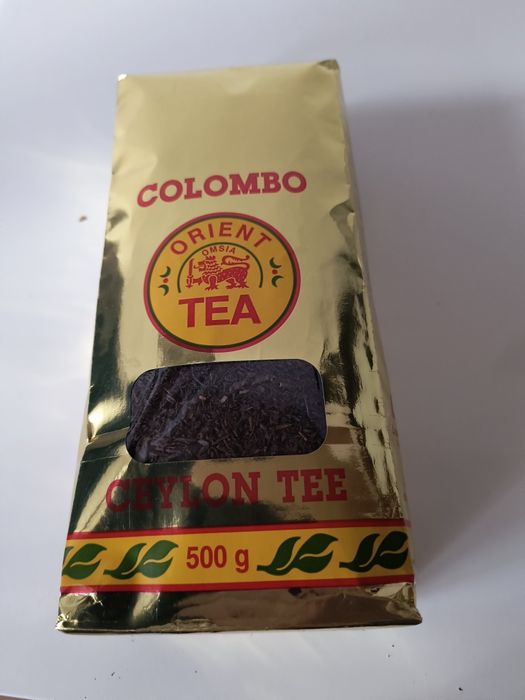 COLOMBO
ORIENT
OMSIA
TEA
CEYLON TEE
500 g